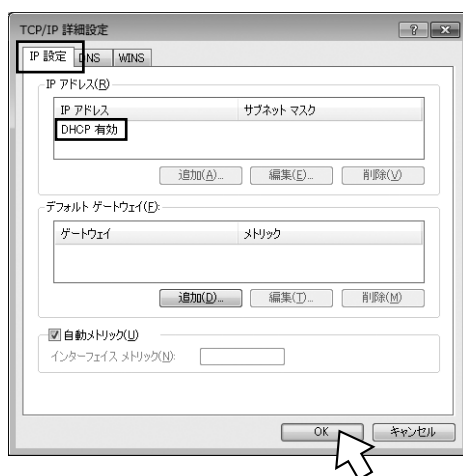 TCP/IP 詳細設定
IP 設定 DNS WINS
IP アドレス(R)
IP アドレス サブネット マスク
DHCP 有効
追加(A)... 編集(E)... 削除(V)
デフォルト ゲートウェイ(F):
ゲートウェイ メトリック
追加(D)... 編集(T)... 削除(M)
自動メトリック(U)
インターフェイス メトリック(N):
OK キャンセル